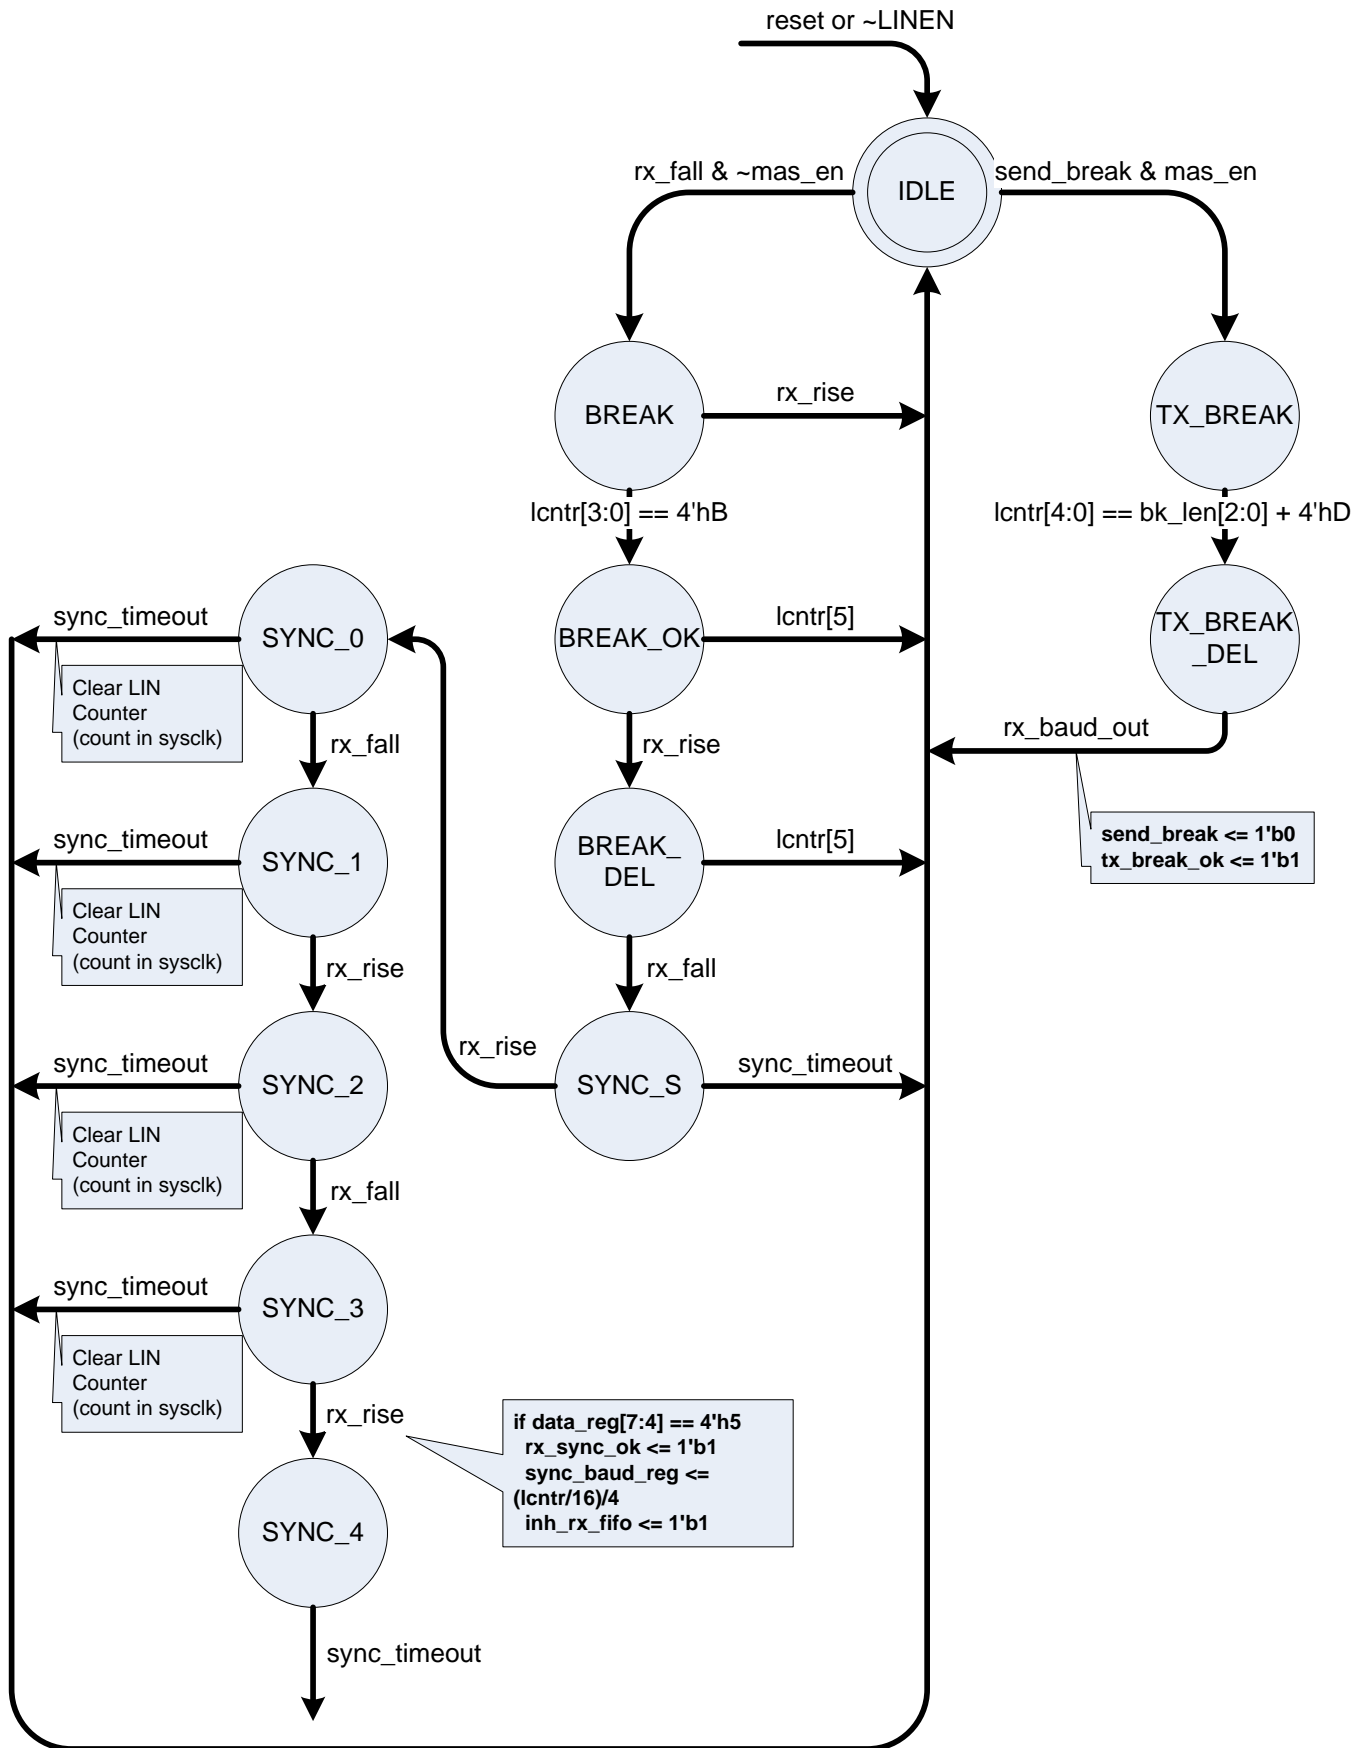 reset or ~LINEN
rx_fall & ~mas_en
IDLE
send_break & mas_en
BREAK
rx_rise
TX_BREAK
lcntr[3:0] == 4'hB
lcntr[4:0] == bk_len[2:0] + 4'hD
sync_timeout
SYNC_0
BREAK_OK
lcntr[5]
TX_BREAK
_DEL
Clear LIN
Counter
(count in sysclk)
rx_fall
rx_rise
rx_baud_out
send_break <= 1'b0
tx_break_ok <= 1'b1
sync_timeout
SYNC_1
BREAK_
DEL
lcntr[5]
Clear LIN
Counter
(count in sysclk)
rx_rise
rx_fall
sync_timeout
SYNC_2
rx_rise
SYNC_S
sync_timeout
Clear LIN
Counter
(count in sysclk)
rx_fall
sync_timeout
SYNC_3
Clear LIN
Counter
(count in sysclk)
rx_rise
if data_reg[7:4] == 4'h5
rx_sync_ok <= 1'b1
sync_baud_reg <=
(lcntr/16)/4
inh_rx_fifo <= 1'b1
SYNC_4
sync_timeout